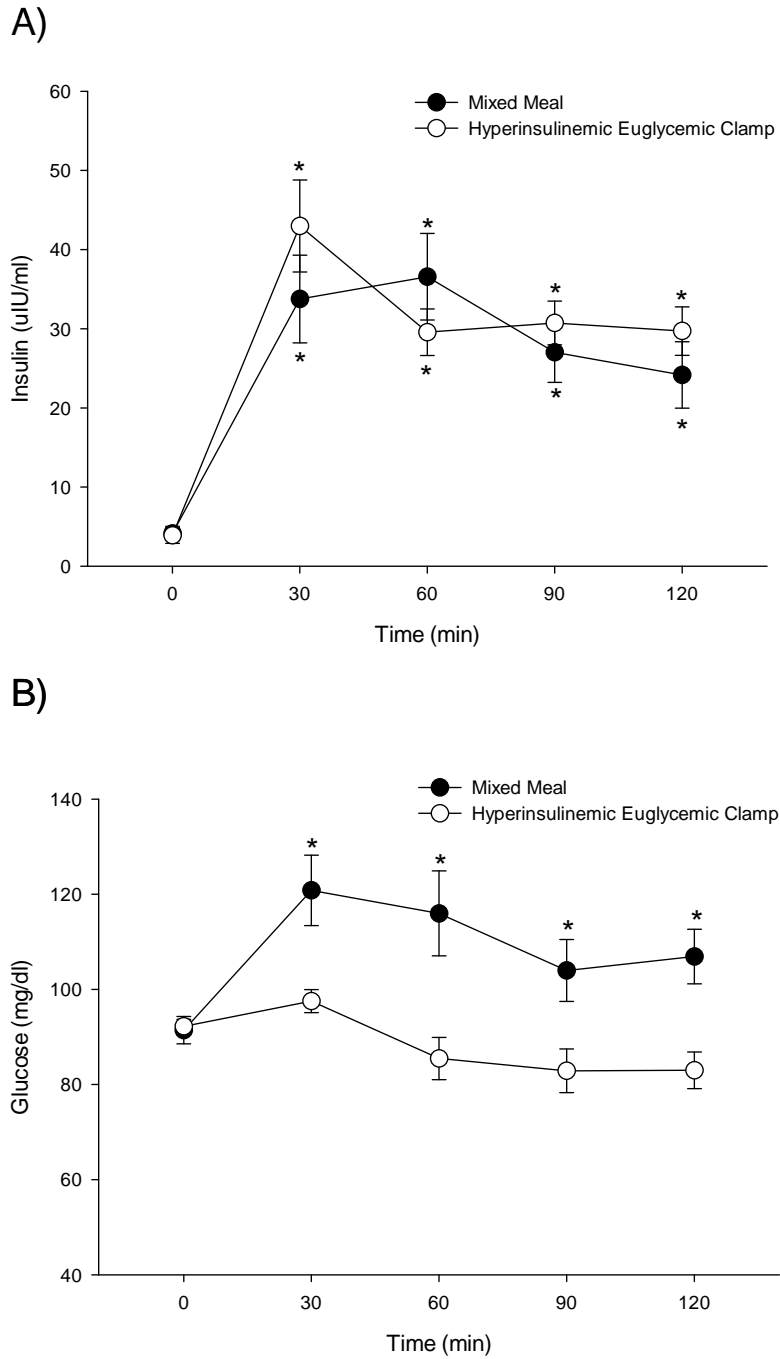 A)
Mixed Meal
Hyperinsulinemic Euglycemic Clamp
60
50
40
30
20
10
0
Insulin (uIU/ml)
* * * *
* * * *
0 30 60 90 120
Time (min)
B)
Mixed Meal
Hyperinsulinemic Euglycemic Clamp
140
120
100
80
60
40
Glucose (mg/dl)
* * * *
0 30 60 90 120
Time (min)